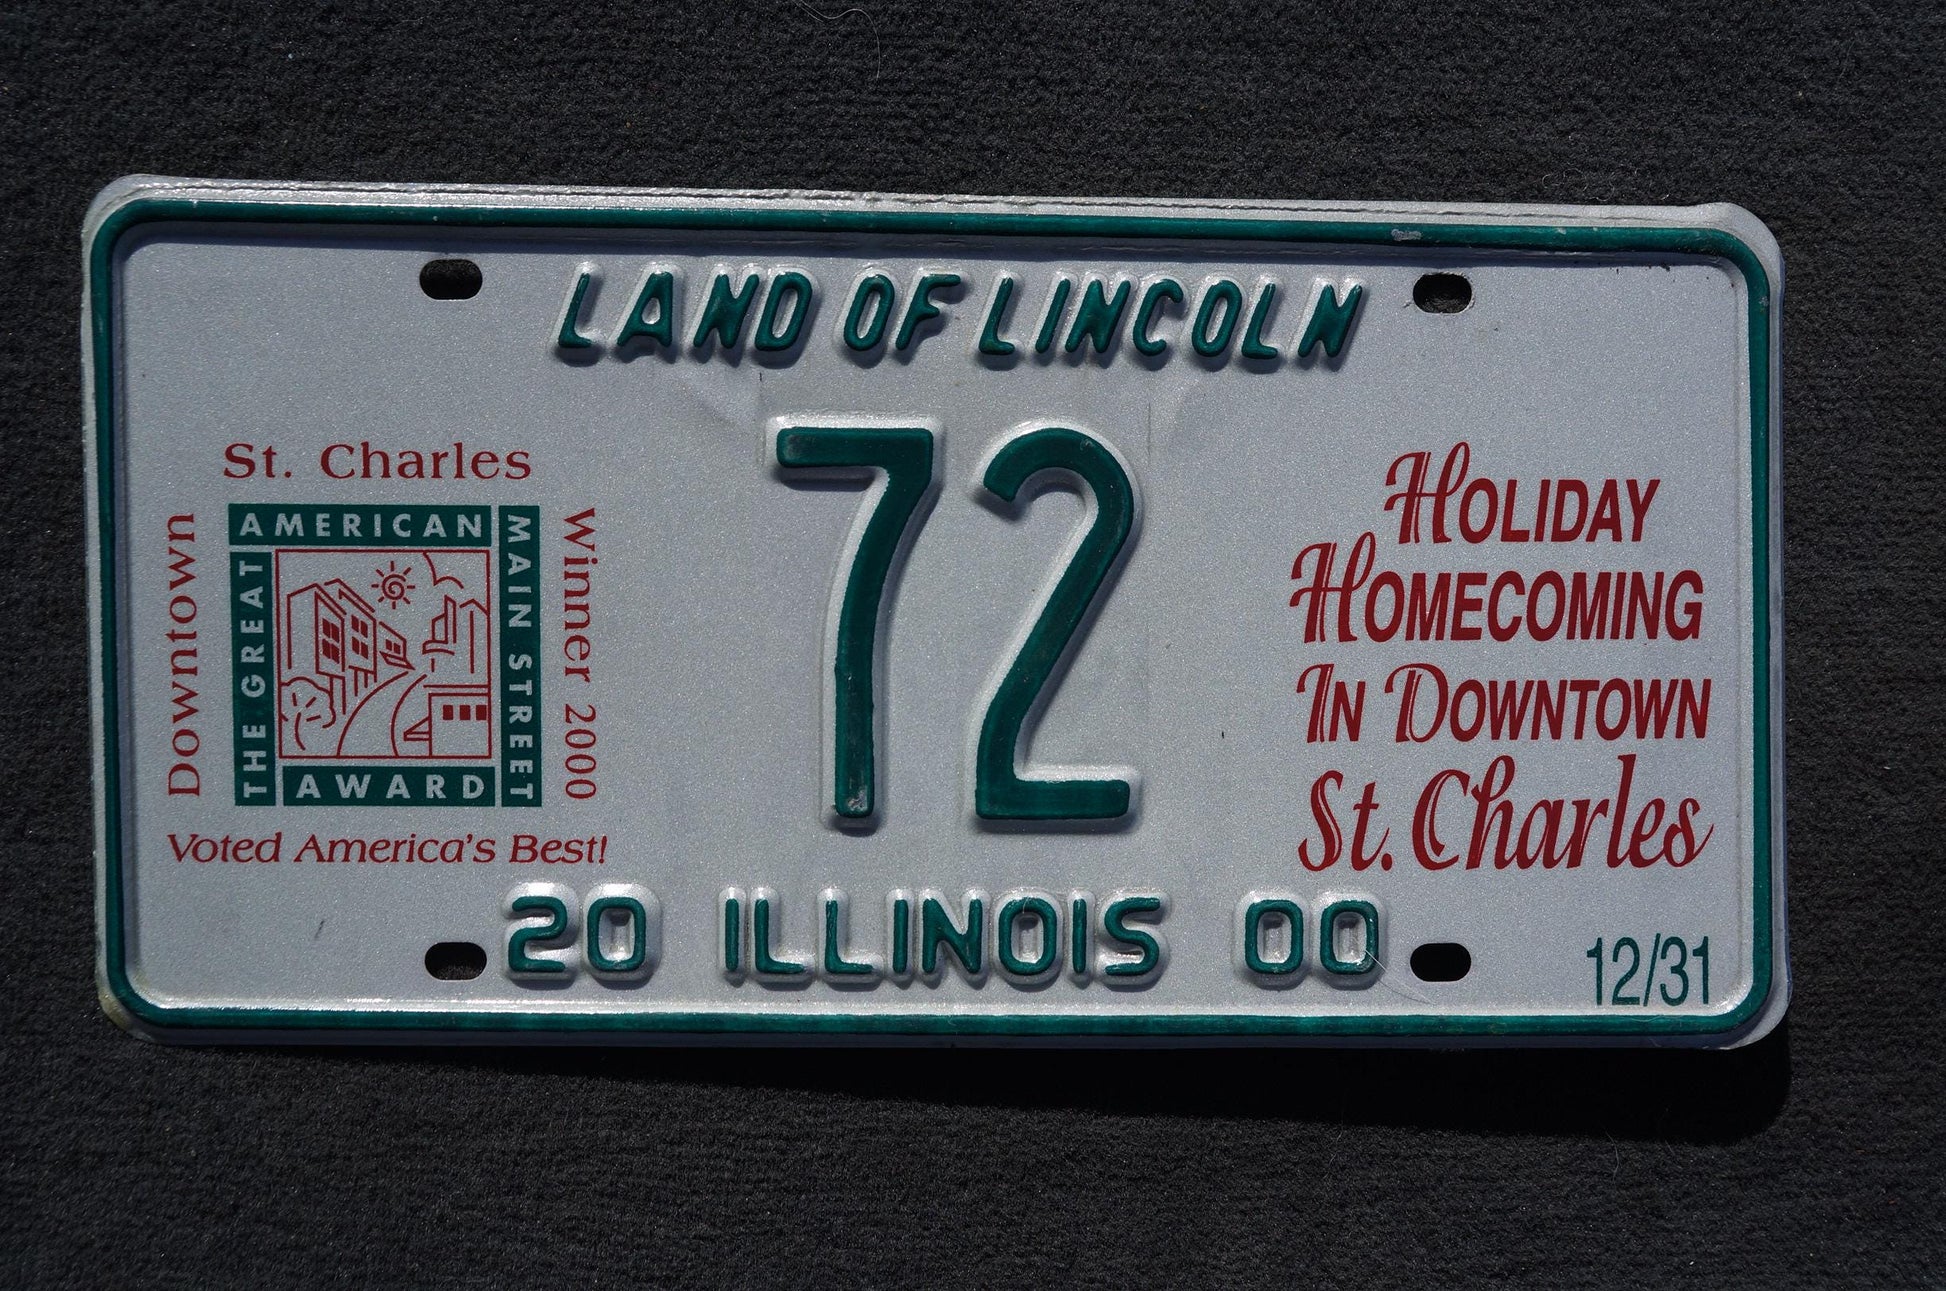 LAND OF LINCOLN
St. Charles
Downtown
THE GREAT
AMERICAN
MAIN STREET
AWARD
Winner 2000
Voted America's Best!
72
HOLIDAY
HOMECOMING
IN DOWNTOWN
St. Charles
20 ILLINOIS 00
12/31